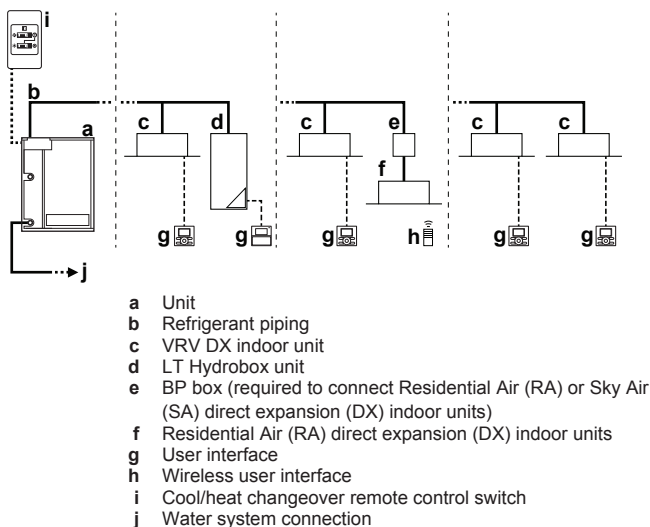 i
b
a
c
d
c
e
c
c
f
g
g
g
h
g
g
j
a Unit
b Refrigerant piping
c VRV DX indoor unit
d LT Hydrobox unit
e BP box (required to connect Residential Air (RA) or Sky Air
(SA) direct expansion (DX) indoor units)
f Residential Air (RA) direct expansion (DX) indoor units
g User interface
h Wireless user interface
i Cool/heat changeover remote control switch
j Water system connection